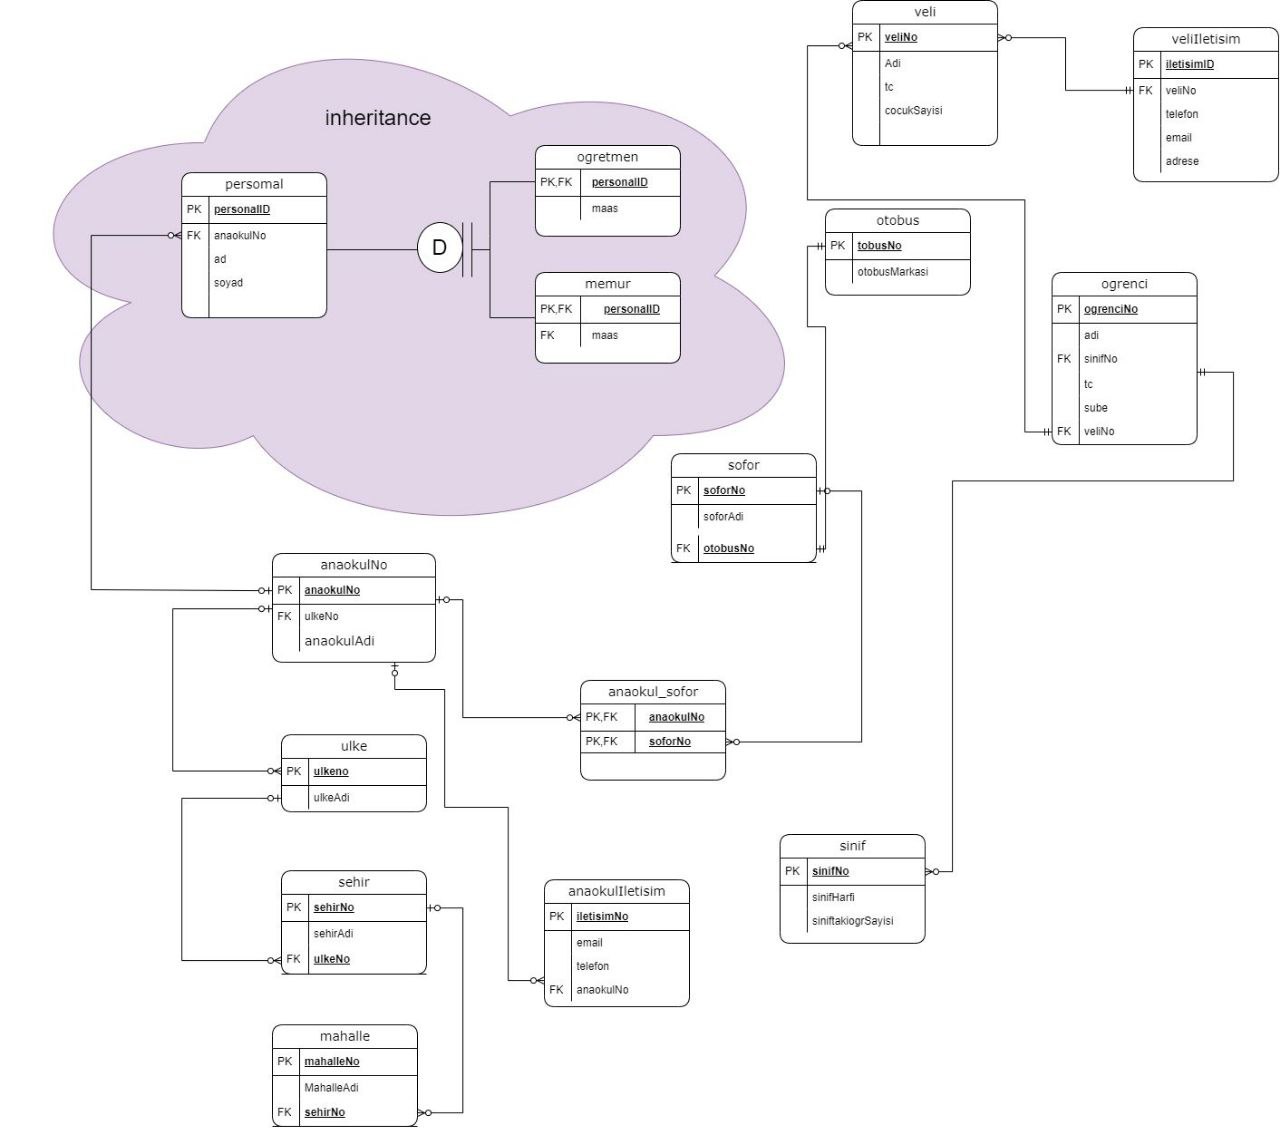 veli
PK veliNo
Adi
tc
cocukSayisi
veliIletisim
PK iletisimID
FK veliNo
telefon
email
adrese
inheritance
persomal
PK personalID
FK anaokulNo
ad
soyad
D
ogretmen
PK,FK personalID
maas
memur
PK,FK personalID
FK maas
otobus
PK tobusNo
otobusMarkasi
ogrenci
PK ogrenciNo
adi
FK sinifNo
tc
sube
FK veliNo
sofor
PK soforNo
soforAdi
FK otobusNo
anaokulNo
PK anaokulNo
FK ulkeNo
anaokulAdi
anaokul_sofor
PK,FK anaokulNo
PK,FK soforNo
ulke
PK ulkeno
ulkeAdi
sehir
PK sehirNo
sehirAdi
FK ulkeNo
anaokulIletisim
PK iletisimNo
email
telefon
FK anaokulNo
sinif
PK sinifNo
sinifHarfi
siniftakiogrSayisi
mahalle
PK mahalleNo
MahalleAdi
FK sehirNo